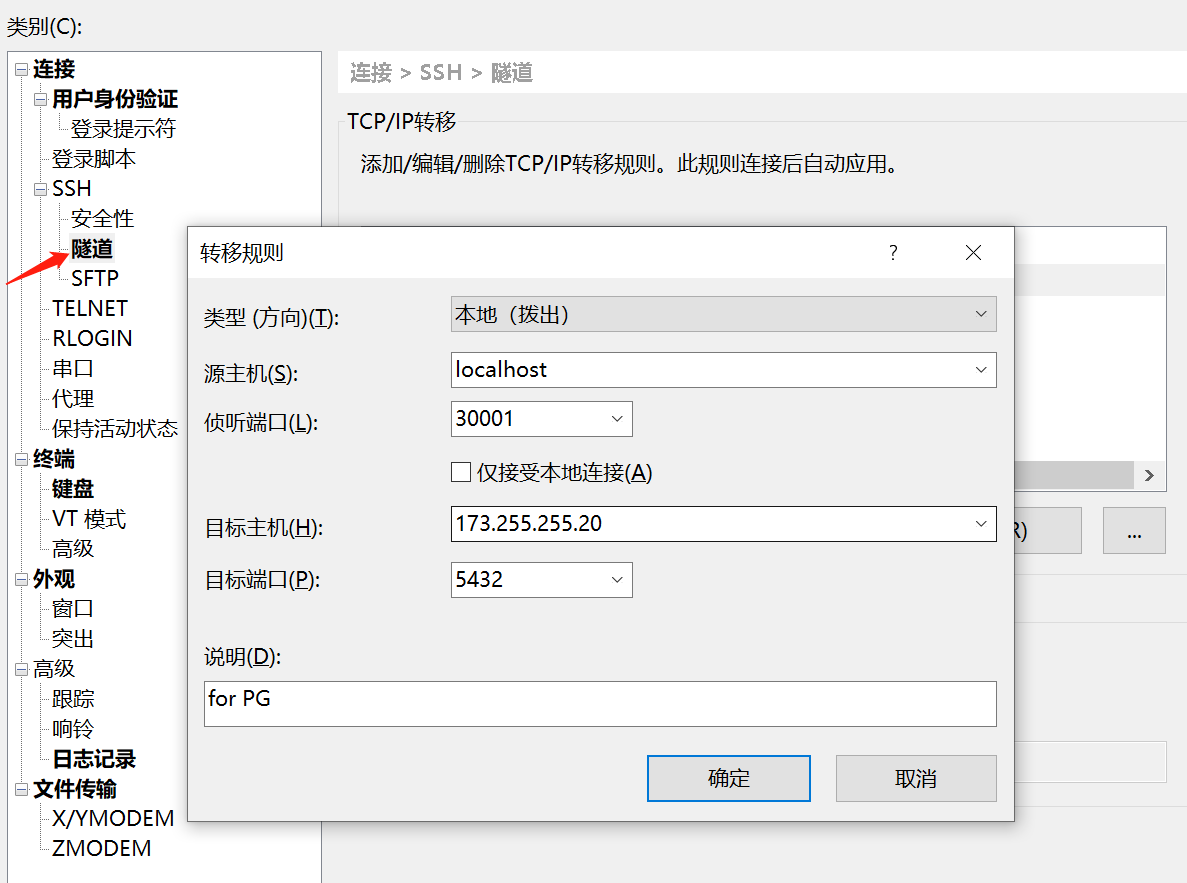 类别(C):
连接
用户身份验证
登录提示符
登录脚本
SSH
安全性
隧道
SFTP
TELNET
RLOGIN
串口
代理
保持活动状态
终端
键盘
VT 模式
高级
外观
窗口
突出
高级
跟踪
响铃
日志记录
文件传输
X/YMODEM
ZMODEM
连接 > SSH > 隧道
TCP/IP转移
添加/编辑/删除TCP/IP转移规则。此规则连接后自动应用。
R)
...
转移规则
?
类型 (方向)(T):
本地（拨出）
源主机(S):
localhost
侦听端口(L):
30001
仅接受本地连接(A)
目标主机(H):
173.255.255.20
目标端口(P):
5432
说明(D):
for PG
确定
取消